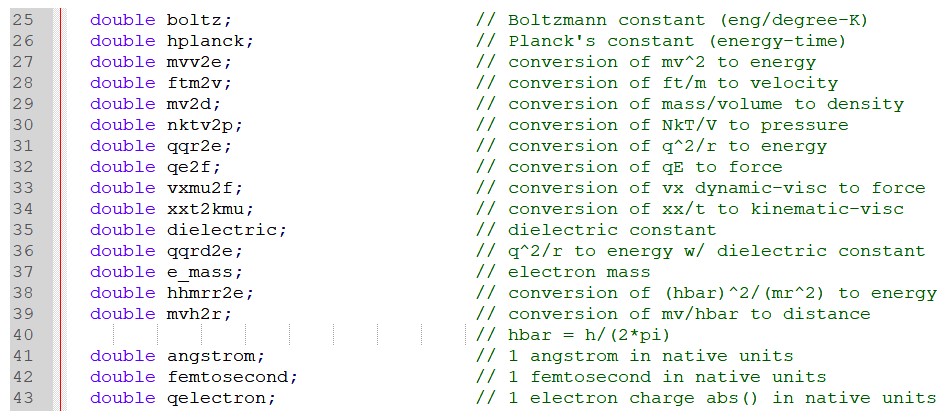 25 double boltz; // Boltzmann constant (eng/degree-K)
26 double hplanck; // Planck's constant (energy-time)
27 double mvv2e; // conversion of mv^2 to energy
28 double ftm2v; // conversion of ft/m to velocity
29 double mv2d; // conversion of mass/volume to density
30 double nktv2p; // conversion of NkT/V to pressure
31 double qqr2e; // conversion of q^2/r to energy
32 double qe2f; // conversion of qE to force
33 double vxmu2f; // conversion of vx dynamic-visc to force
34 double xxt2kmu; // conversion of xx/t to kinematic-visc
35 double dielectric; // dielectric constant
36 double qqrd2e; // q^2/r to energy w/ dielectric constant
37 double e_mass; // electron mass
38 double hhmrr2e; // conversion of (hbar)^2/(mr^2) to energy
39 double mvh2r; // conversion of mv/hbar to distance
40 // hbar = h/(2*pi)
41 double angstrom; // 1 angstrom in native units
42 double femtosecond; // 1 femtosecond in native units
43 double qelectron; // 1 electron charge abs() in native units